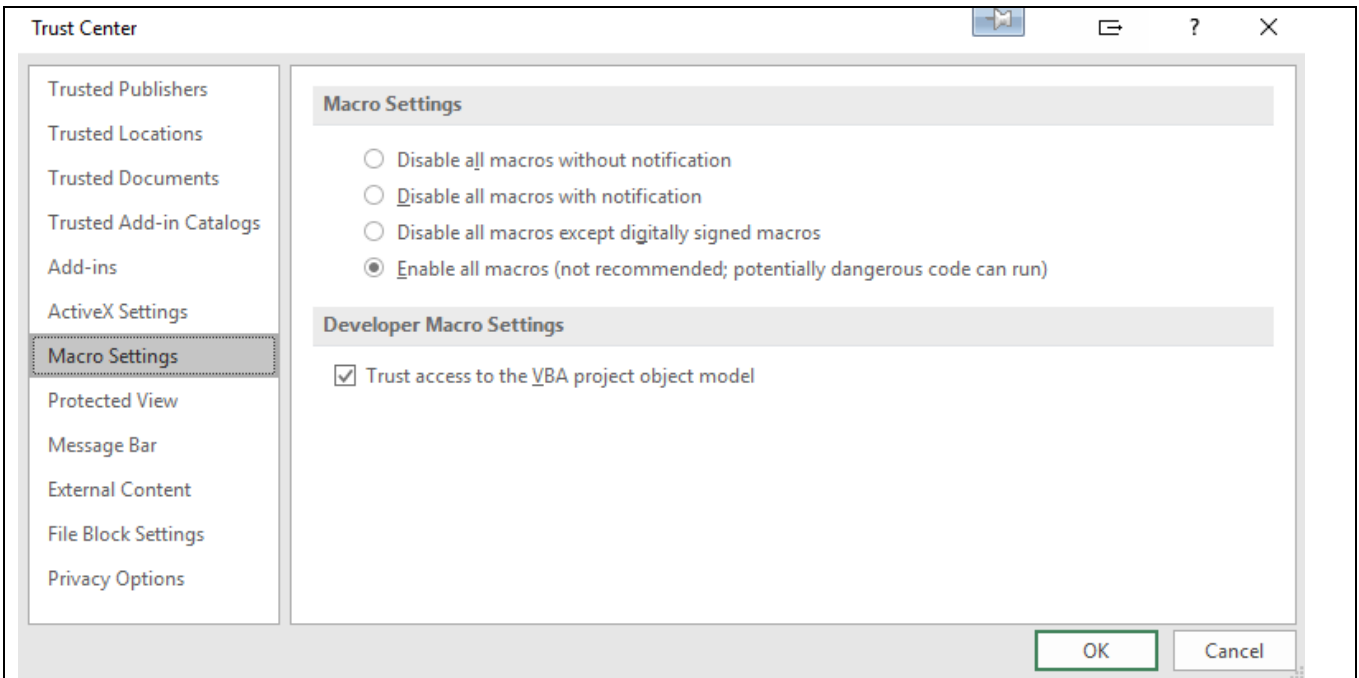 Trust Center
?
Trusted Publishers
Trusted Locations
Trusted Documents
Trusted Add-in Catalogs
Add-ins
ActiveX Settings
Macro Settings
Protected View
Message Bar
External Content
File Block Settings
Privacy Options
Macro Settings
Disable all macros without notification
Disable all macros with notification
Disable all macros except digitally signed macros
Enable all macros (not recommended; potentially dangerous code can run)
Developer Macro Settings
Trust access to the VBA project object model
OK
Cancel